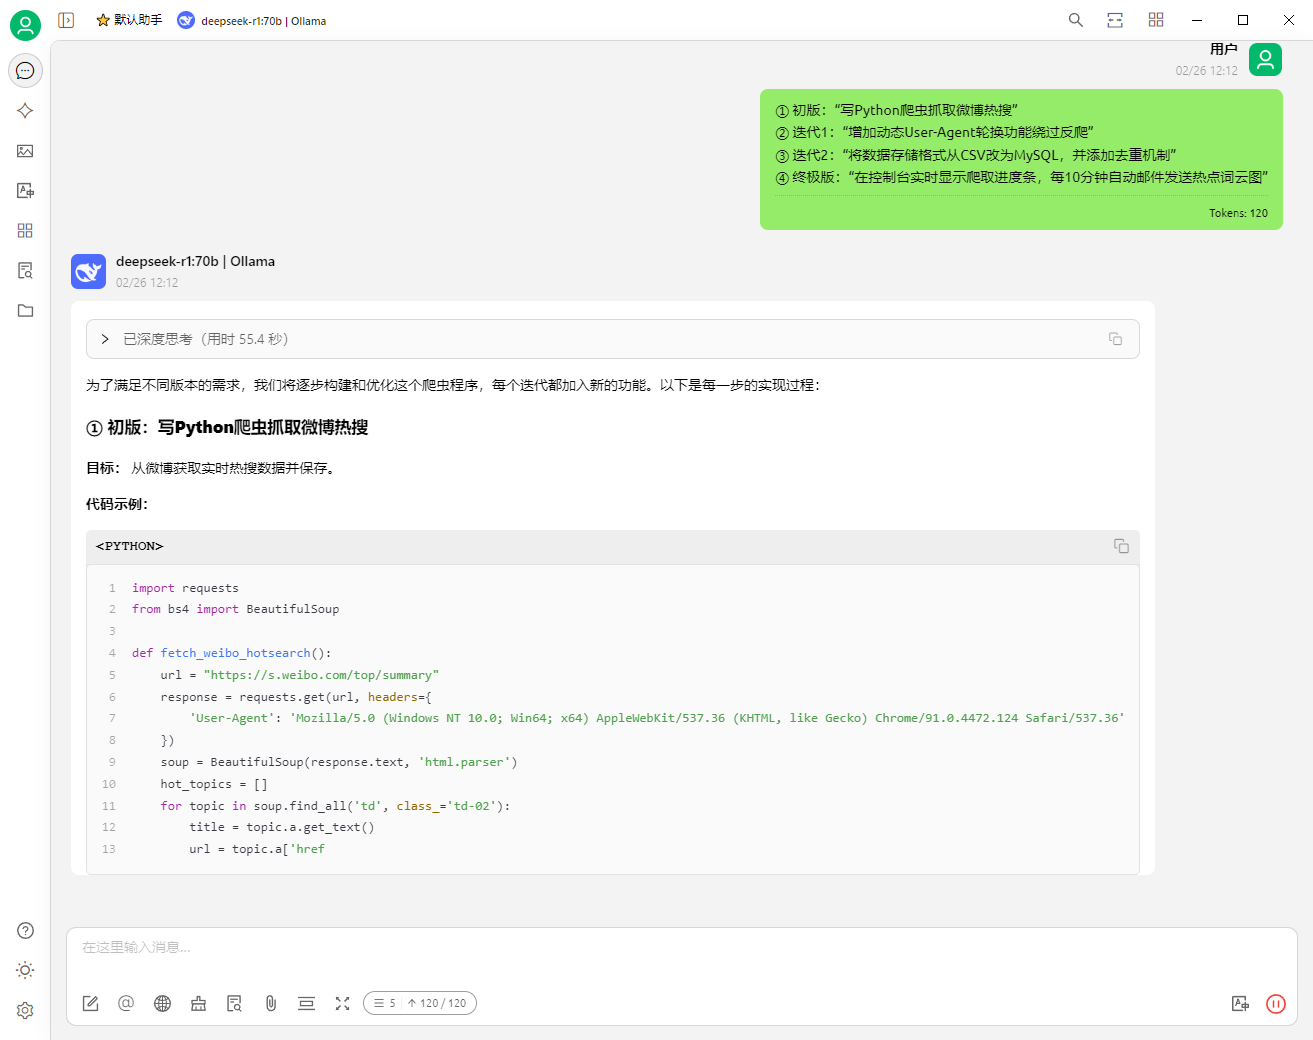 默认助手
deepseek-r1:70b | Ollama
用户
02/26 12:12
① 初版：“写Python爬虫抓取微博热搜”
② 迭代1：“增加动态User-Agent轮换功能绕过反爬”
③ 迭代2：“将数据存储格式从CSV改为MySQL，并添加去重机制”
④ 终极版：“在控制台实时显示爬取进度条，每10分钟自动邮件发送热点词云图”
Tokens: 120
deepseek-r1:70b | Ollama
02/26 12:12
已深度思考（用时 55.4 秒）
为了满足不同版本的需求，我们将逐步构建和优化这个爬虫程序，每个迭代都加入新的功能。以下是每一步的实现过程：
① 初版：写Python爬虫抓取微博热搜
目标： 从微博获取实时热搜数据并保存。
代码示例：
<PYTHON>
1 import requests
2 from bs4 import BeautifulSoup
3
4 def fetch_weibo_hotsearch():
5     url = "https://s.weibo.com/top/summary"
6     response = requests.get(url, headers={
7         'User-Agent': 'Mozilla/5.0 (Windows NT 10.0; Win64; x64) AppleWebKit/537.36 (KHTML, like Gecko) Chrome/91.0.4472.124 Safari/537.36'
8     })
9     soup = BeautifulSoup(response.text, 'html.parser')
10     hot_topics = []
11     for topic in soup.find_all('td', class_='td-02'):
12         title = topic.a.get_text()
13         url = topic.a['href
在这里输入消息...
5 ↑ 120 / 120